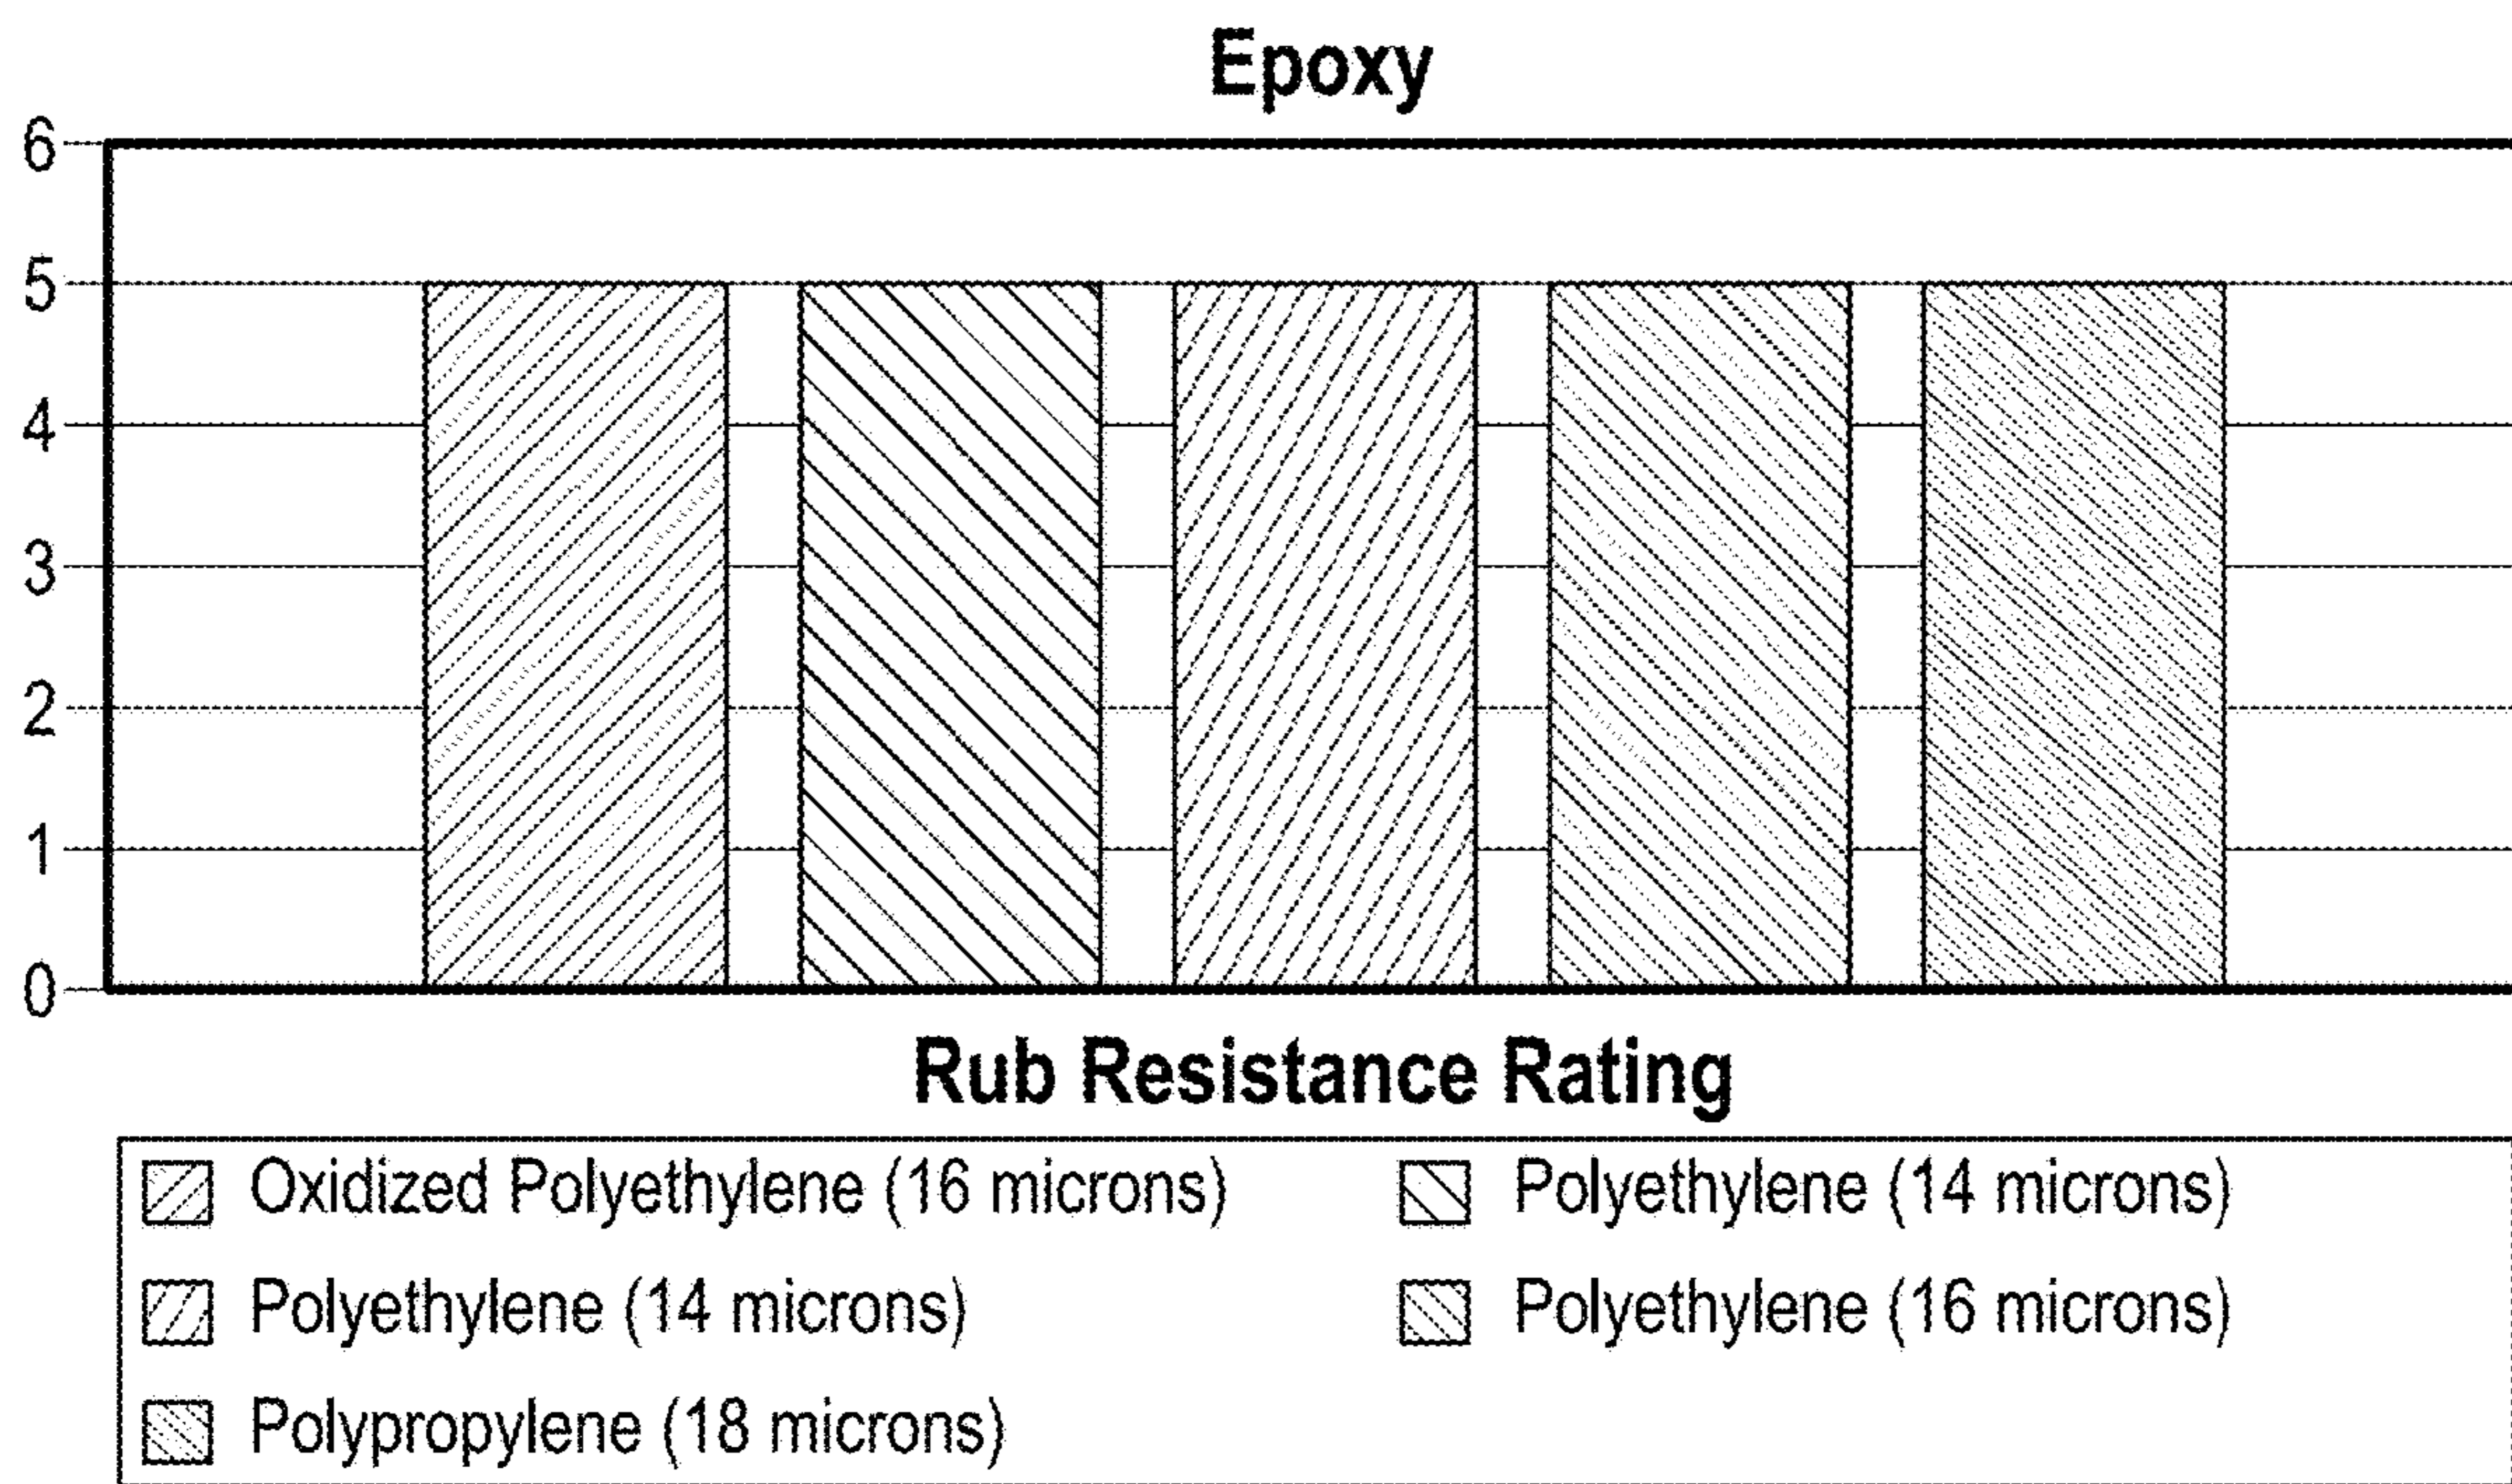 Epoxy
6
5
4
3
2
1
0
Rub Resistance Rating
Oxidized Polyethylene (16 microns)
Polyethylene (14 microns)
Polyethylene (14 microns)
Polyethylene (16 microns)
Polypropylene (18 microns)